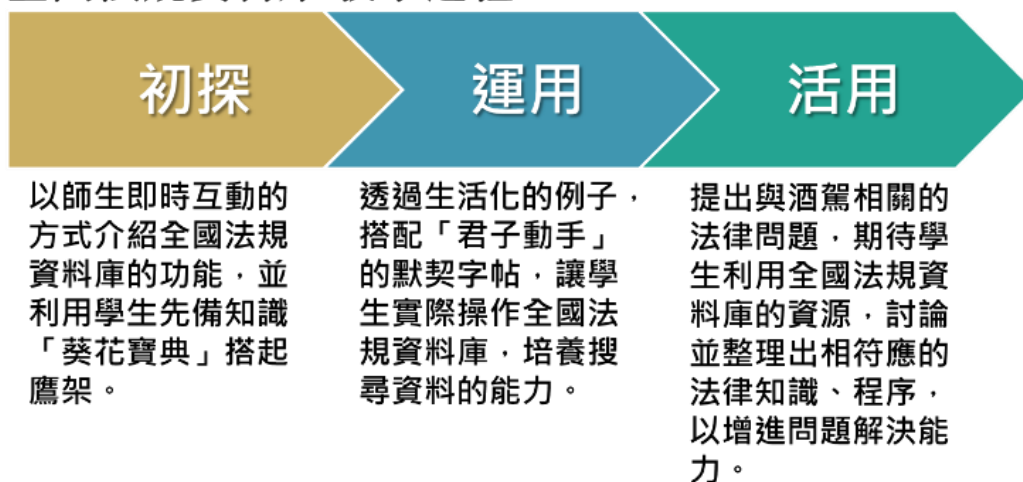 初探
以師生即時互動的
方式介紹全國法規
資料庫的功能，並
利用學生先備知識
「葵花寶典」搭起
鷹架。
運用
透過生活化的例子，
搭配「君子動手」
的默契字帖，讓學
生實際操作全國法
規資料庫，培養搜
尋資料的能力。
活用
提出與酒駕相關的
法律問題，期待學
生利用全國法規資
料庫的資源，討論
並整理出相符應的
法律知識、程序，
以增進問題解決能
力。